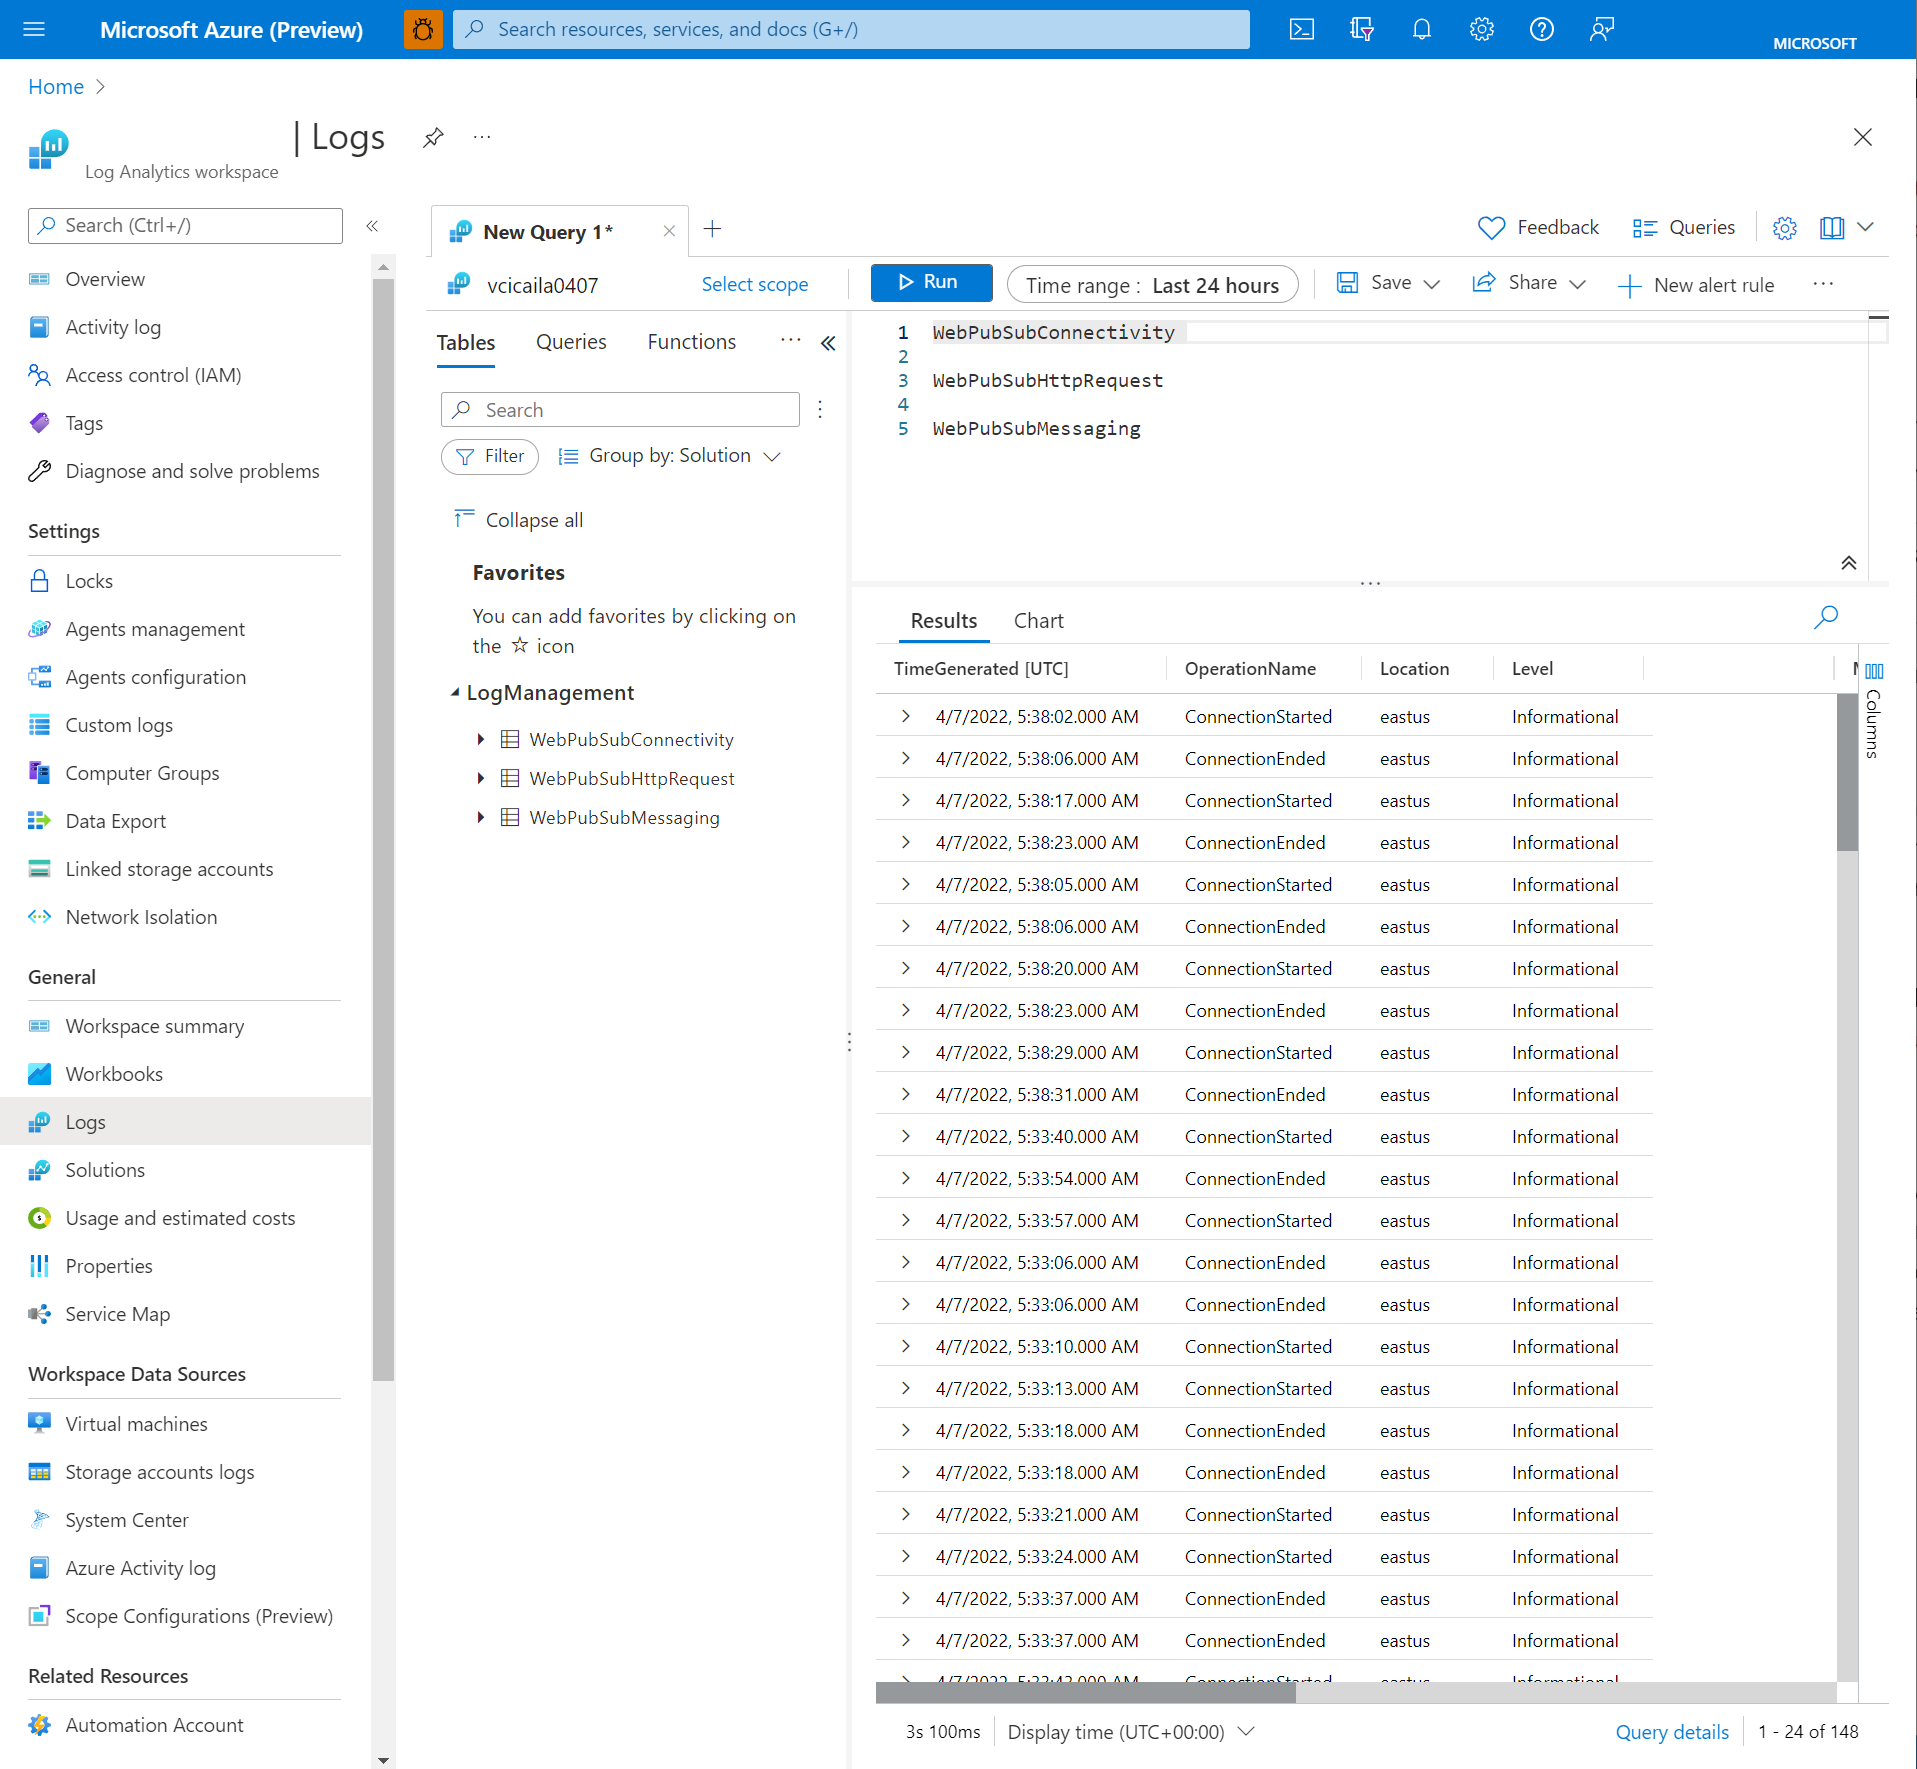 Microsoft Azure (Preview)
Search resources, services, and docs (G+/)
MICROSOFT
Home
| Logs
Log Analytics workspace
Search (Ctrl+/)
Overview
Activity log
Access control (IAM)
Tags
Diagnose and solve problems
Settings
Locks
Agents management
Agents configuration
Custom logs
Computer Groups
Data Export
Linked storage accounts
Network Isolation
General
Workspace summary
Workbooks
Logs
Solutions
Usage and estimated costs
Properties
Service Map
Workspace Data Sources
Virtual machines
Storage accounts logs
System Center
Azure Activity log
Scope Configurations (Preview)
Related Resources
Automation Account
New Query 1*
Feedback
Queries
vcicaila0407
Select scope
Run
Time range : Last 24 hours
Save
Share
New alert rule
Tables Queries Functions
Search
Filter
Group by: Solution
Collapse all
Favorites
You can add favorites by clicking on
the ☆ icon
LogManagement
WebPubSubConnectivity
WebPubSubHttpRequest
WebPubSubMessaging
1 WebPubSubConnectivity
2
3 WebPubSubHttpRequest
4
5 WebPubSubMessaging
Results Chart
TimeGenerated [UTC] OperationName Location Level
Columns
4/7/2022, 5:38:02.000 AM ConnectionStarted eastus Informational
4/7/2022, 5:38:06.000 AM ConnectionEnded eastus Informational
4/7/2022, 5:38:17.000 AM ConnectionStarted eastus Informational
4/7/2022, 5:38:23.000 AM ConnectionEnded eastus Informational
4/7/2022, 5:38:05.000 AM ConnectionStarted eastus Informational
4/7/2022, 5:38:06.000 AM ConnectionEnded eastus Informational
4/7/2022, 5:38:20.000 AM ConnectionStarted eastus Informational
4/7/2022, 5:38:23.000 AM ConnectionEnded eastus Informational
4/7/2022, 5:38:29.000 AM ConnectionStarted eastus Informational
4/7/2022, 5:38:31.000 AM ConnectionEnded eastus Informational
4/7/2022, 5:33:40.000 AM ConnectionStarted eastus Informational
4/7/2022, 5:33:54.000 AM ConnectionEnded eastus Informational
4/7/2022, 5:33:57.000 AM ConnectionStarted eastus Informational
4/7/2022, 5:33:06.000 AM ConnectionEnded eastus Informational
4/7/2022, 5:33:06.000 AM ConnectionEnded eastus Informational
4/7/2022, 5:33:10.000 AM ConnectionStarted eastus Informational
4/7/2022, 5:33:13.000 AM ConnectionStarted eastus Informational
4/7/2022, 5:33:18.000 AM ConnectionEnded eastus Informational
4/7/2022, 5:33:18.000 AM ConnectionEnded eastus Informational
4/7/2022, 5:33:21.000 AM ConnectionStarted eastus Informational
4/7/2022, 5:33:24.000 AM ConnectionStarted eastus Informational
4/7/2022, 5:33:37.000 AM ConnectionEnded eastus Informational
4/7/2022, 5:33:37.000 AM ConnectionEnded eastus Informational
4/7/2022, 5:33:43.000 AM ConnectionStarted eastus Informational
3s 100ms
Display time (UTC+00:00)
Query details
1 - 24 of 148